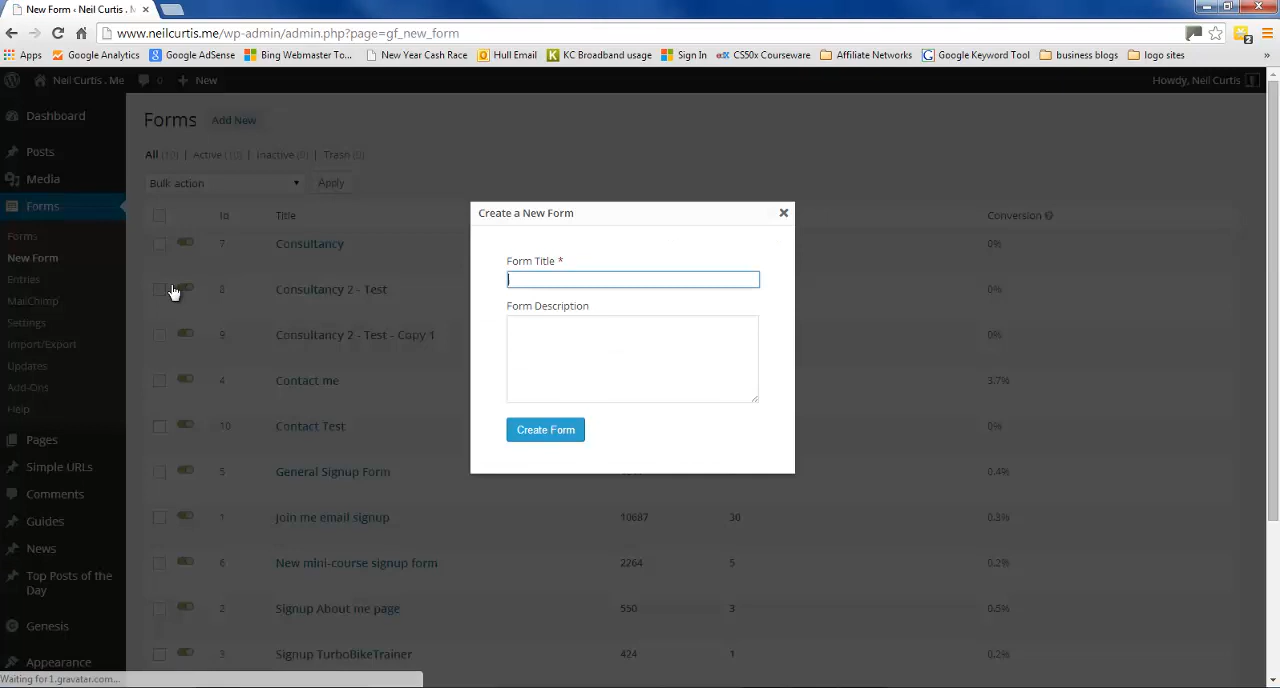 New Form ‹ Neil Curtis . M
www.neilcurtis.me/wp-admin/admin.php?page=gf_new_form
Apps Google Analytics Google AdSense Bing Webmaster To... New Year Cash Race Hull Email KC Broadband usage Sign In CS50x Courseware Affiliate Networks Google Keyword Tool business blogs logo sites »
Neil Curtis . Me 0 New Howdy, Neil Curtis
Dashboard
Posts
Media
Forms
Forms
New Form
Entries
MailChimp
Settings
Import/Export
Updates
Add-Ons
Help
Pages
Simple URLs
Comments
Guides
News
Top Posts of the
Day
Genesis
Appearance
Forms Add New
All (10) | Active (10) | Inactive (0) | Trash (0)
Bulk action Apply
Id Title Conversion
7 Consultancy 0%
8 Consultancy 2 - Test 0%
9 Consultancy 2 - Test - Copy 1 0%
4 Contact me 3.7%
10 Contact Test 0%
5 General Signup Form 0.4%
1 join me email signup 10687 30 0.3%
6 New mini-course signup form 2264 5 0.2%
2 Signup About me page 550 3 0.5%
3 Signup TurboBikeTrainer 424 1 0.2%
Create a New Form
Form Title *
Form Description
Create Form
Waiting for 1.gravatar.com...